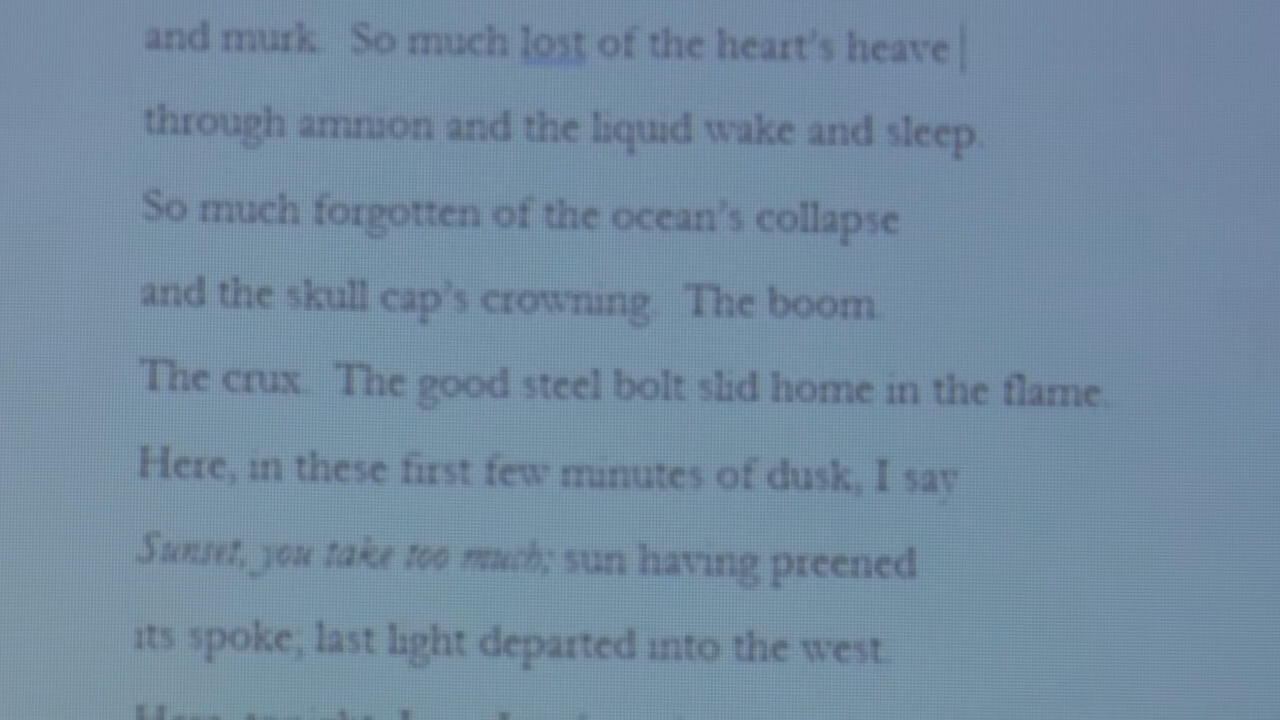 and murk. So much lost of the heart's heave
through amnion and the liquid wake and sleep.
So much forgotten of the ocean's collapse
and the skull cap's crowning. The boom.
The crux. The good steel bolt slid home in the flame.
Here, in these first few minutes of dusk, I say
Sunset, you take too much; sun having preened
its spoke; last light departed into the west.
Here, tonight, I